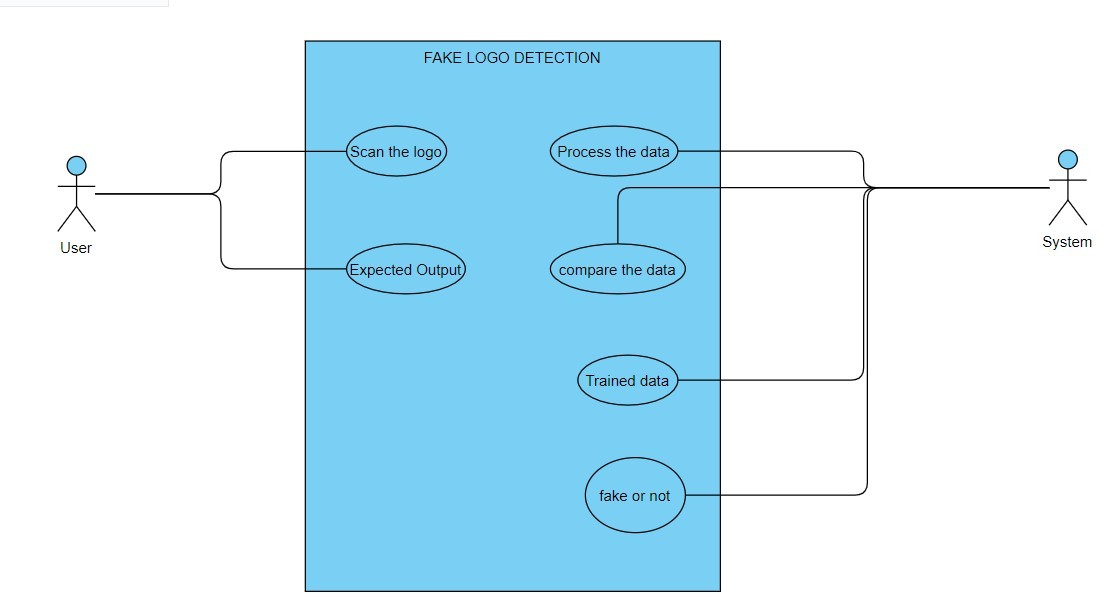 FAKE LOGO DETECTION
Scan the logo
Process the data
User
System
Expected Output
compare the data
Trained data
fake or not